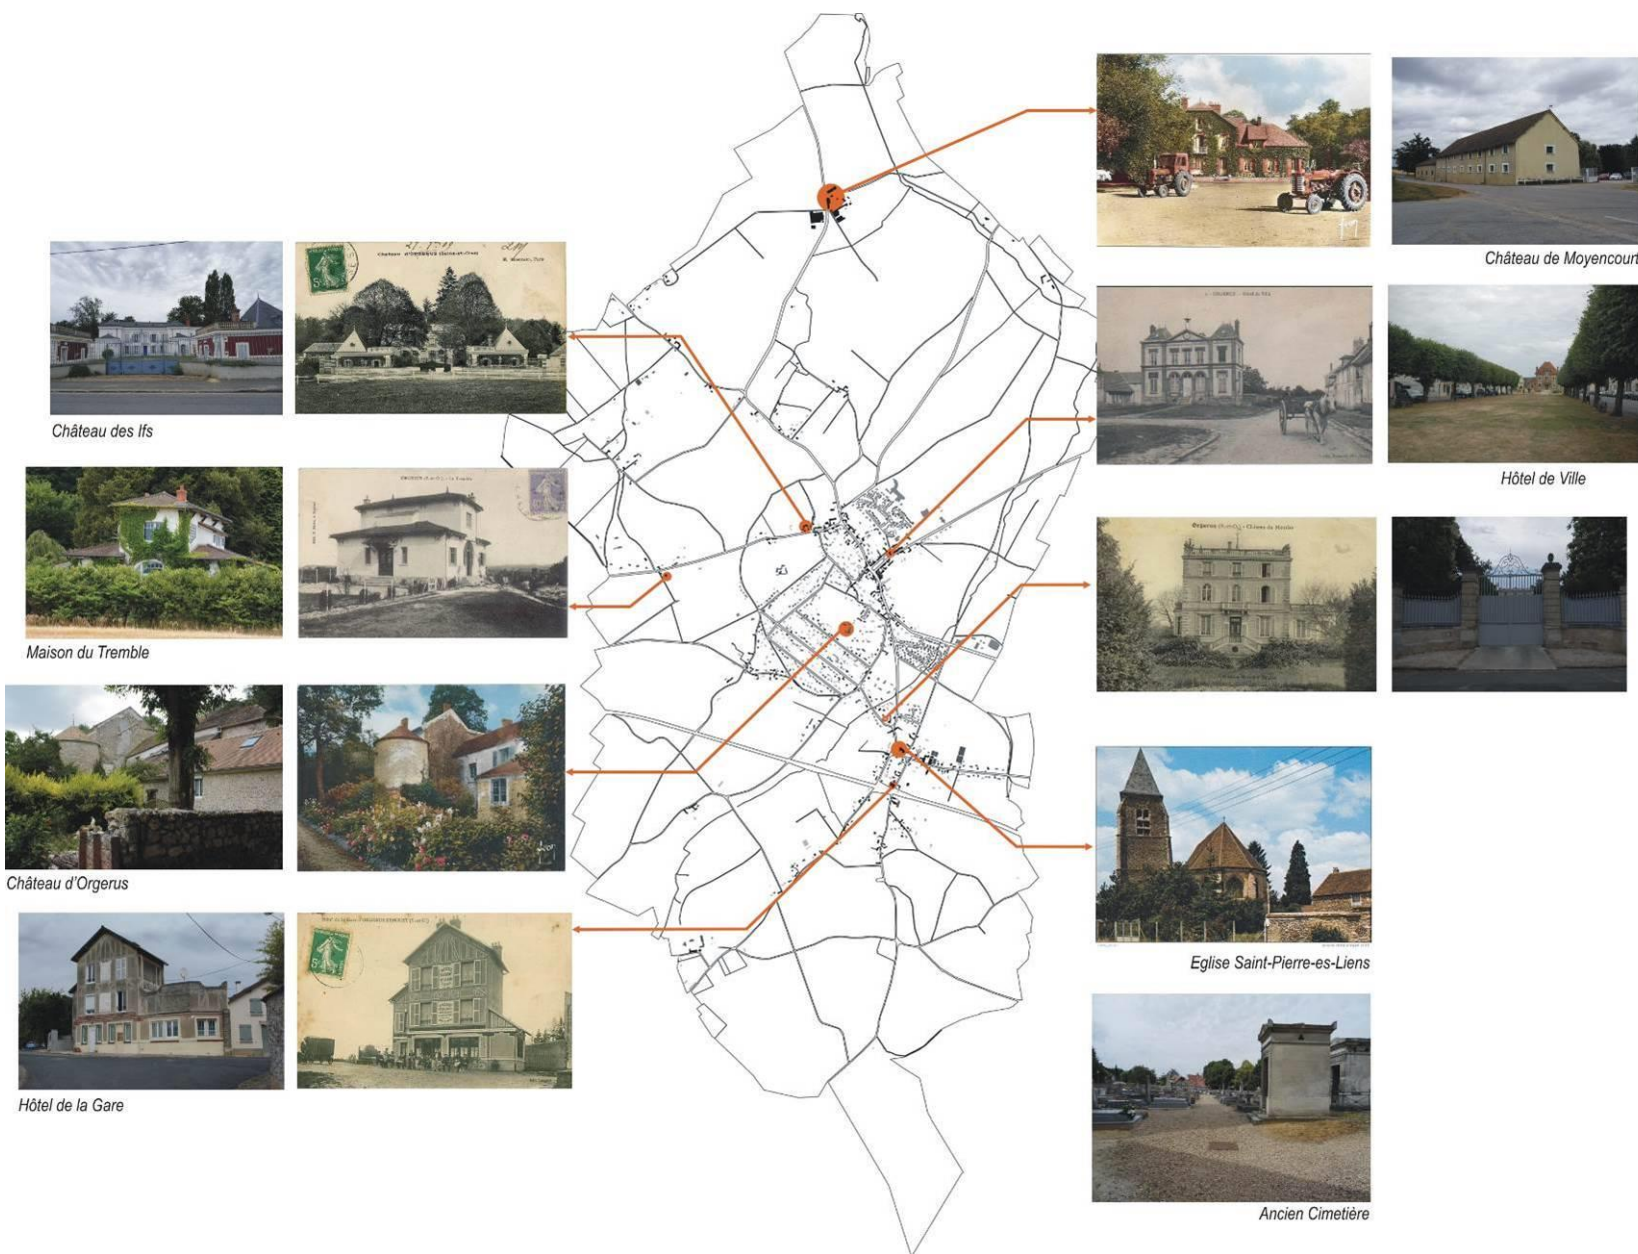 Château de Moyencourt
Château des Ifs
Hôtel de Ville
Maison du Tremble
Château d'Orgerus
Eglise Saint-Pierre-es-Liens
Hôtel de la Gare
Ancien Cimetière